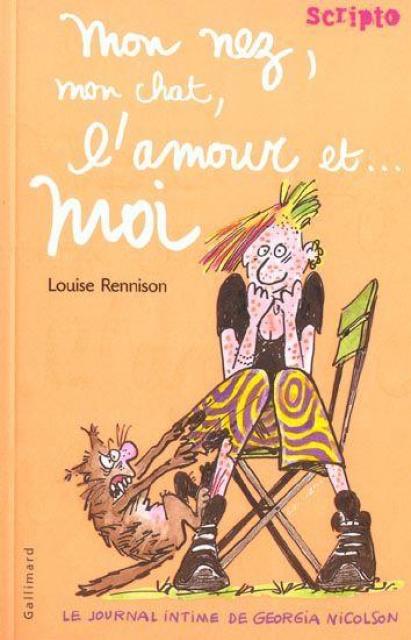 scripto
Mon nez,
mon chat,
l'amour et...
Moi
Louise Rennison
Gallimard
LE JOURNAL INTIME DE GEORGIA NICOLSON